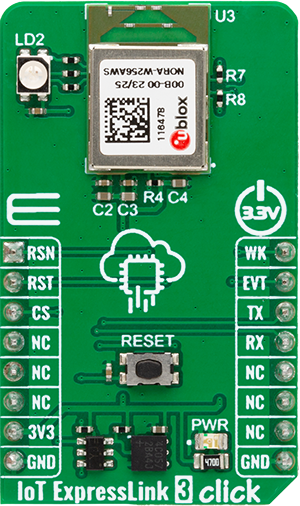 U3
LD2
NORA-W256AWS
00B-00 23/25
116478
ublox
R7
R8
C2 C3 R4 C4
3.3V
RSN WK
RST EVT
CS TX
NC RX
NC NC
NC NC
3V3 NC
GND GND
RESET
PWR
4700
IoT ExpressLink 3 click